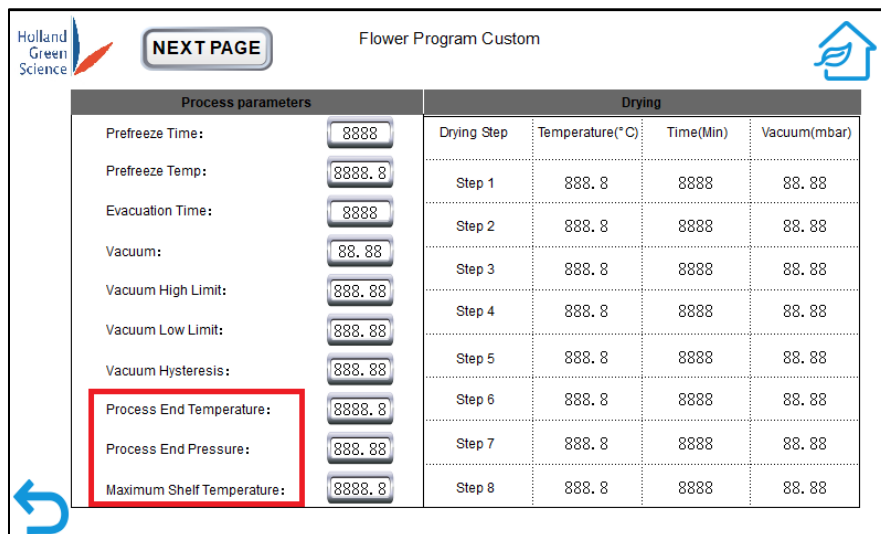 Holland
Green
Science
NEXT PAGE
Flower Program Custom
Process parameters
Prefreeze Time: 8888
Prefreeze Temp: 8888.8
Evacuation Time: 8888
Vacuum: 88.88
Vacuum High Limit: 888.88
Vacuum Low Limit: 888.88
Vacuum Hysteresis: 888.88
Process End Temperature: 8888.8
Process End Pressure: 888.88
Maximum Shelf Temperature: 8888.8
Drying
Drying Step Temperature(°C) Time(Min) Vacuum(mbar)
Step 1 888.8 8888 88.88
Step 2 888.8 8888 88.88
Step 3 888.8 8888 88.88
Step 4 888.8 8888 88.88
Step 5 888.8 8888 88.88
Step 6 888.8 8888 88.88
Step 7 888.8 8888 88.88
Step 8 888.8 8888 88.88